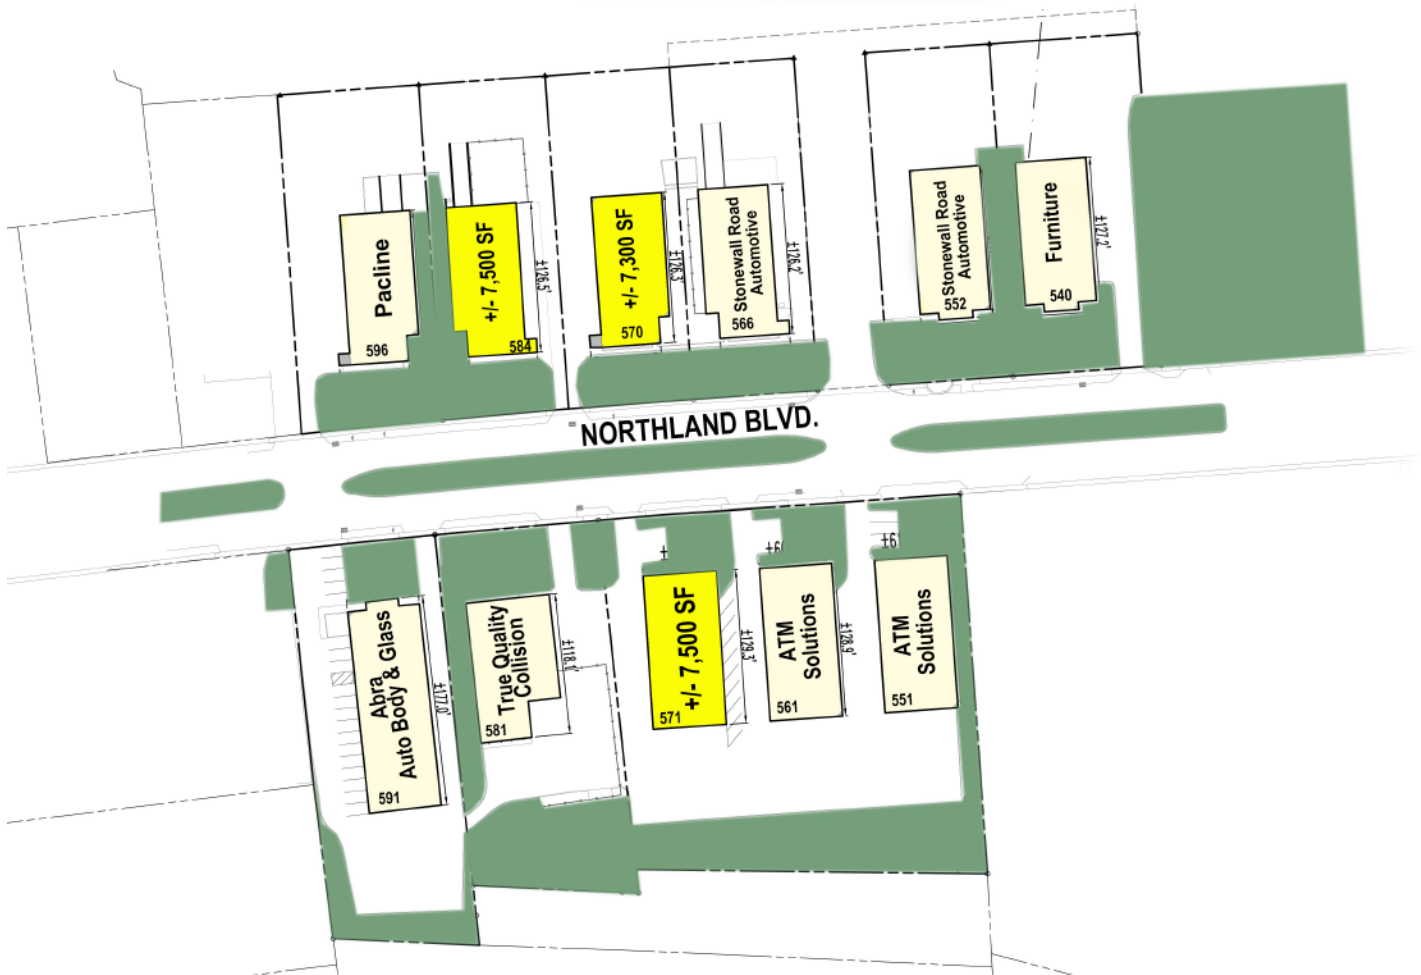 Pacline
596
+/- 7,500 SF
584
±126.5'
+/- 7,300 SF
570
±126.3'
Stonewall Road
Automotive
566
±126.2'
Stonewall Road
Automotive
552
Furniture
540
±127.2'
NORTHLAND BLVD.
Abra
Auto Body & Glass
591
±177.0'
True Quality
Collision
581
±118.1'
+/- 7,500 SF
571
±129.3'
ATM
Solutions
561
±128.9'
ATM
Solutions
551